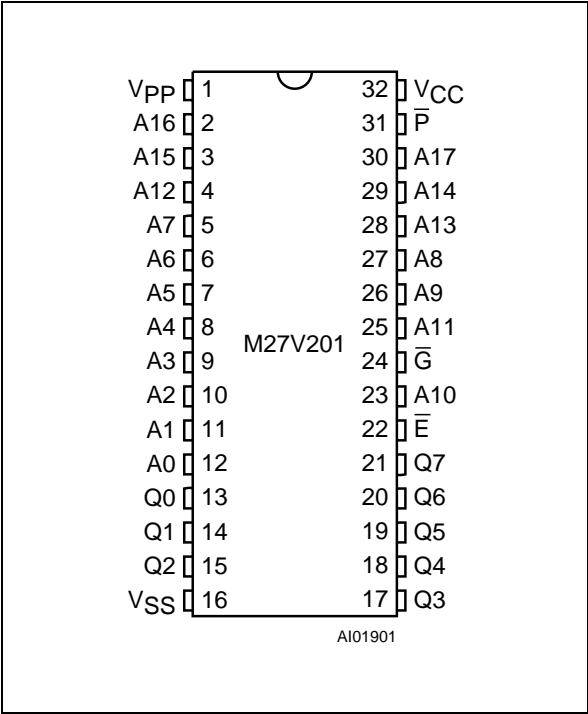 VPP 1 32 VCC
A16 2 31 P̅
A15 3 30 A17
A12 4 29 A14
A7 5 28 A13
A6 6 27 A8
A5 7 26 A9
A4 8 25 A11
M27V201
A3 9 24 G̅
A2 10 23 A10
A1 11 22 E̅
A0 12 21 Q7
Q0 13 20 Q6
Q1 14 19 Q5
Q2 15 18 Q4
VSS 16 17 Q3
AI01901